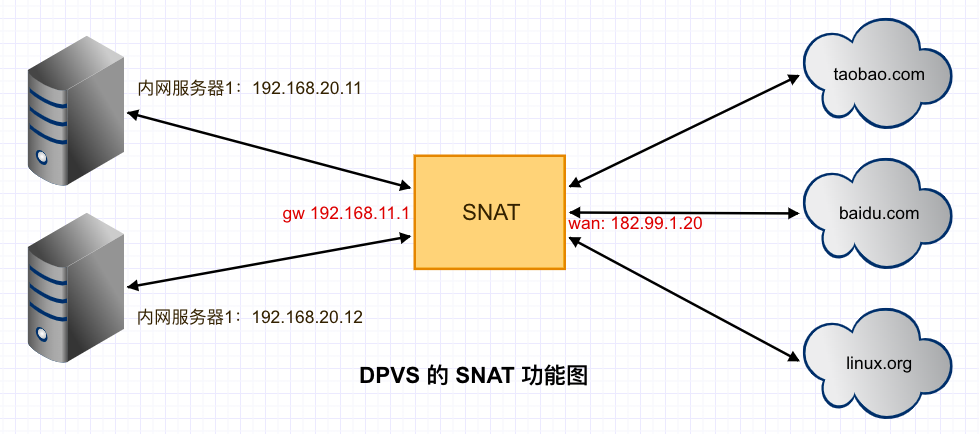 内网服务器1：192.168.20.11
taobao.com
gw 192.168.11.1
SNAT
wan: 182.99.1.20
baidu.com
内网服务器1：192.168.20.12
linux.org
DPVS 的 SNAT 功能图